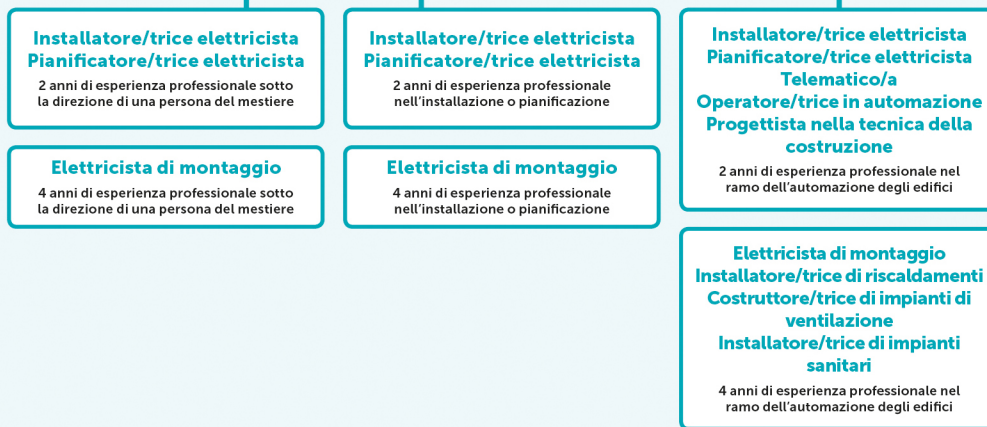 Installatore/trice elettricista
Pianificatore/trice elettricista
2 anni di esperienza professionale sotto
la direzione di una persona del mestiere
Elettricista di montaggio
4 anni di esperienza professionale sotto
la direzione di una persona del mestiere
Installatore/trice elettricista
Pianificatore/trice elettricista
2 anni di esperienza professionale
nell'installazione o pianificazione
Elettricista di montaggio
4 anni di esperienza professionale
nell'installazione o pianificazione
Installatore/trice elettricista
Pianificatore/trice elettricista
Telematico/a
Operatore/trice in automazione
Progettista nella tecnica della
costruzione
2 anni di esperienza professionale nel
ramo dell'automazione degli edifici
Elettricista di montaggio
Installatore/trice di riscaldamenti
Costruttore/trice di impianti di
ventilazione
Installatore/trice di impianti
sanitari
4 anni di esperienza professionale nel
ramo dell'automazione degli edifici